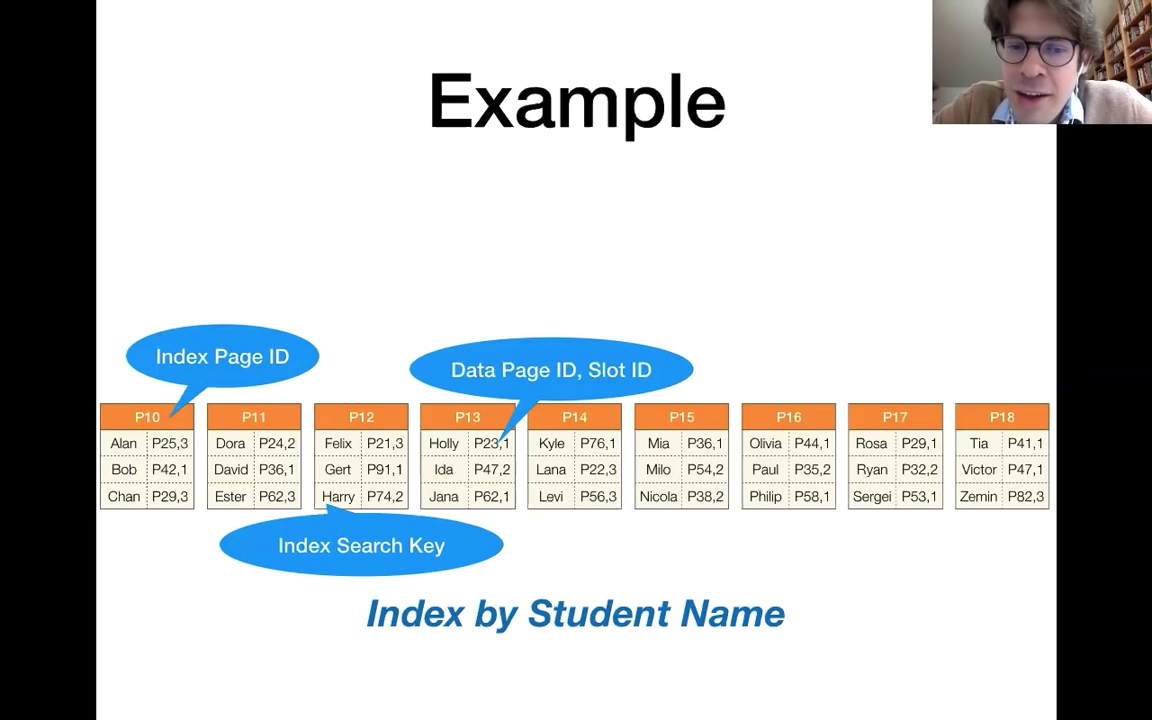 Example
Index Page ID
Data Page ID, Slot ID
P10 P11 P12 P13 P14 P15 P16 P17 P18
Alan P25,3 Dora P24,2 Felix P21,3 Holly P23,1 Kyle P76,1 Mia P36,1 Olivia P44,1 Rosa P29,1 Tia P41,1
Bob P42,1 David P36,1 Gert P91,1 Ida P47,2 Lana P22,3 Milo P54,2 Paul P35,2 Ryan P32,2 Victor P47,1
Chan P29,3 Ester P62,3 Harry P74,2 Jana P62,1 Levi P56,3 Nicola P38,2 Philip P58,1 Sergei P53,1 Zemin P82,3
Index Search Key
Index by Student Name